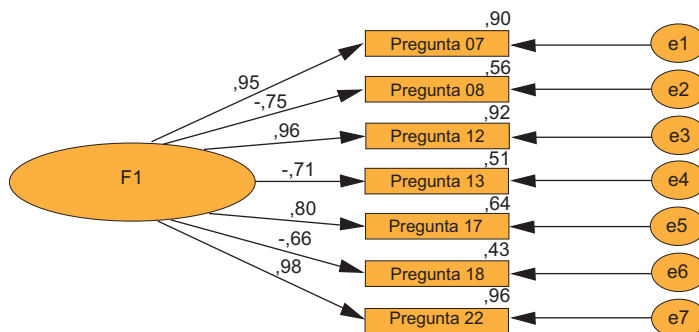 ,90
Pregunta 07
e1
,95
,56
Pregunta 08
e2
-,75
,92
Pregunta 12
e3
,96
F1
,51
Pregunta 13
e4
-,71
,64
Pregunta 17
e5
,80
,43
Pregunta 18
e6
-,66
,96
Pregunta 22
e7
,98